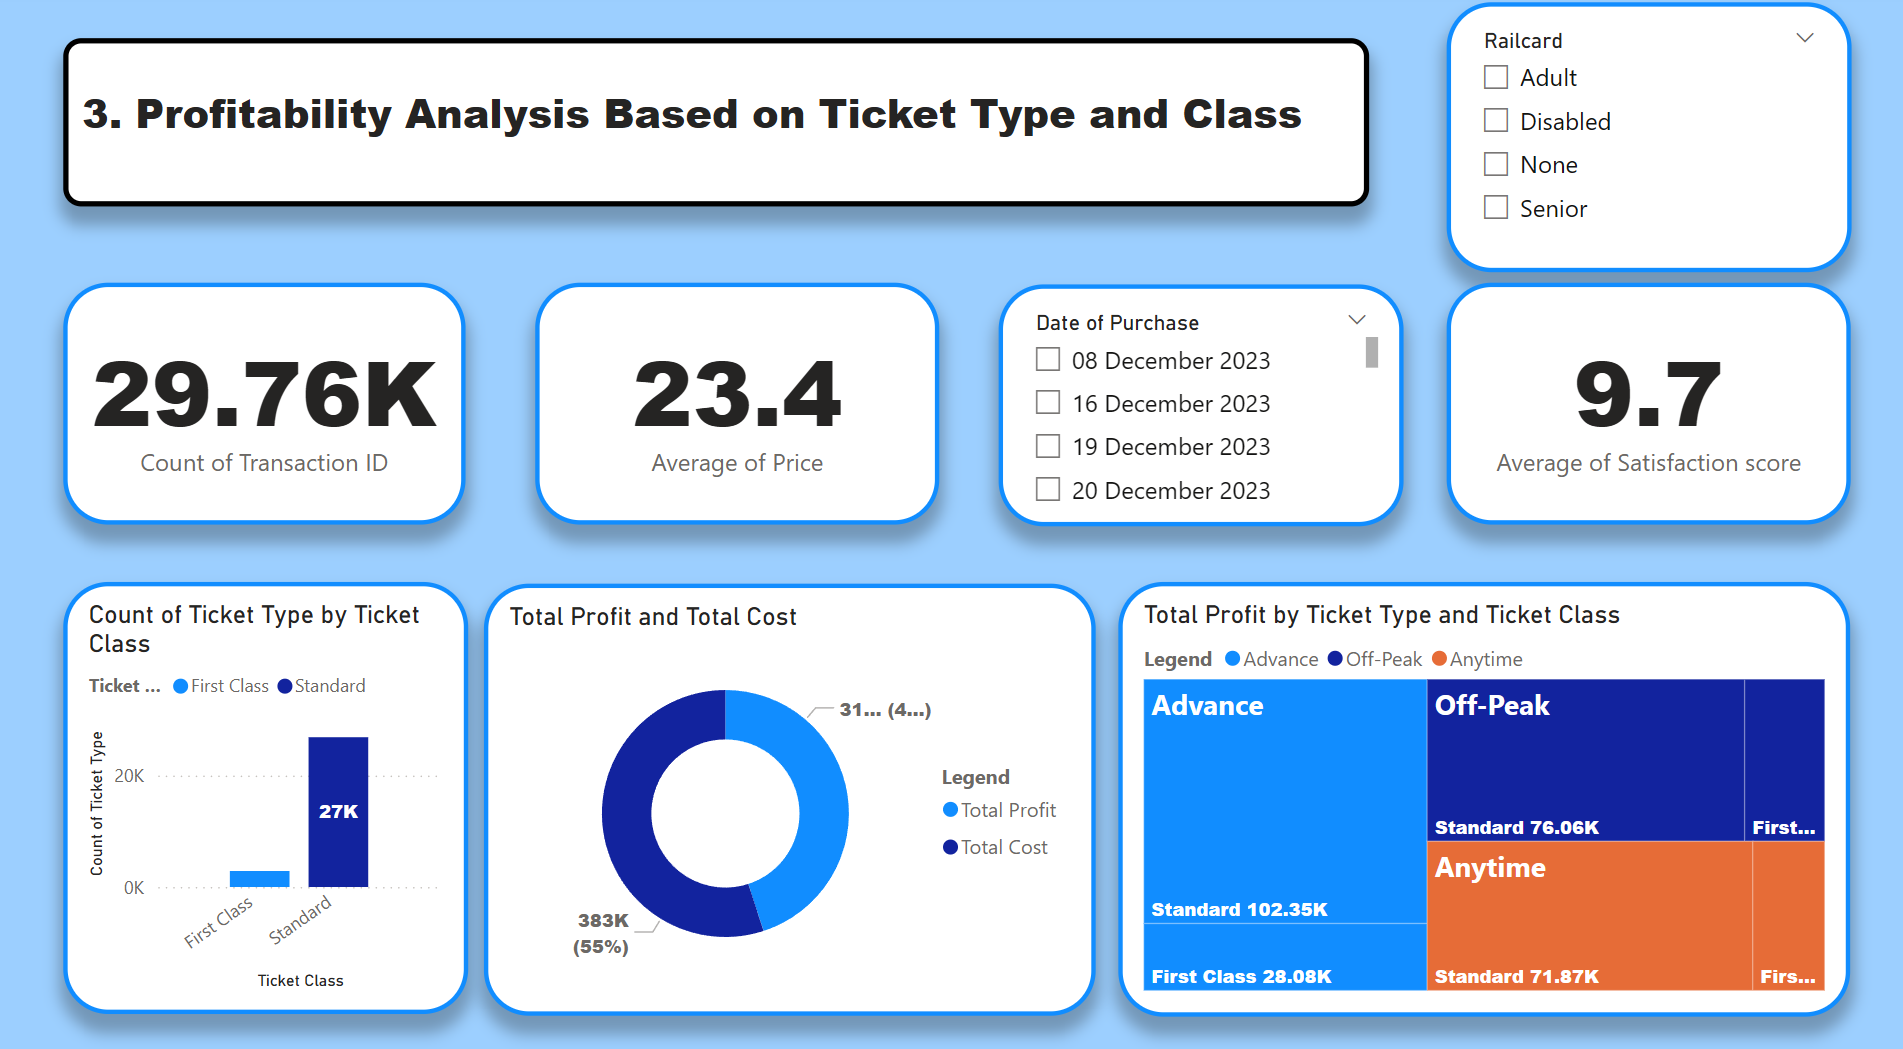 3. Profitability Analysis Based on Ticket Type and Class
Railcard
Adult
Disabled
None
Senior
29.76K
Count of Transaction ID
23.4
Average of Price
Date of Purchase
08 December 2023
16 December 2023
19 December 2023
20 December 2023
9.7
Average of Satisfaction score
Count of Ticket Type by Ticket
Class
Ticket ... First Class Standard
Count of Ticket Type
20K
0K
27K
First Class
Standard
Ticket Class
Total Profit and Total Cost
31... (4...)
383K
(55%)
Legend
Total Profit
Total Cost
Total Profit by Ticket Type and Ticket Class
Legend Advance Off-Peak Anytime
Advance
Standard 102.35K
First Class 28.08K
Off-Peak
Standard 76.06K
First...
Anytime
Standard 71.87K
Firs...